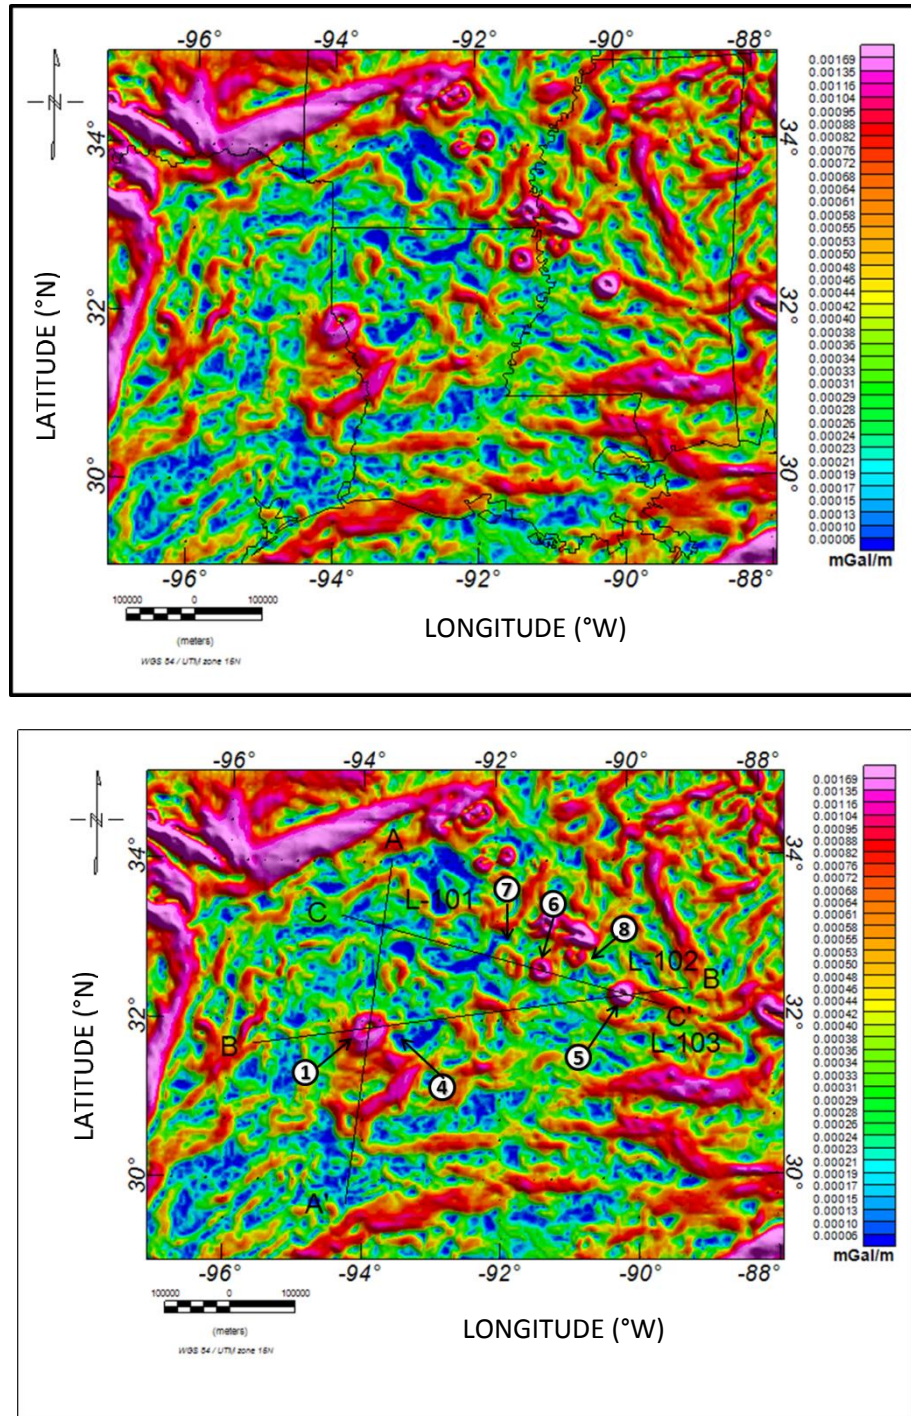 -96° -94° -92° -90° -88°
N
34° 32° 30°
LATITUDE (°N)
34° 32° 30°
0.00169
0.00135
0.00116
0.00104
0.00095
0.00088
0.00082
0.00076
0.00072
0.00068
0.00064
0.00061
0.00058
0.00055
0.00053
0.00050
0.00048
0.00046
0.00044
0.00042
0.00040
0.00038
0.00036
0.00034
0.00033
0.00031
0.00029
0.00028
0.00026
0.00024
0.00023
0.00021
0.00019
0.00017
0.00015
0.00013
0.00010
0.00006
mGal/m
-96° -94° -92° -90° -88°
100000 0 100000
(meters)
WGS 84 / UTM zone 15N
LONGITUDE (°W)
-96° -94° -92° -90° -88°
N
34° 32° 30°
LATITUDE (°N)
34° 32° 30°
A
L-101
7
C
6
8
L-102
B
C'
L-103
B
1
4
5
A'
0.00169
0.00135
0.00116
0.00104
0.00095
0.00088
0.00082
0.00076
0.00072
0.00068
0.00064
0.00061
0.00058
0.00055
0.00053
0.00050
0.00048
0.00046
0.00044
0.00042
0.00040
0.00038
0.00036
0.00034
0.00033
0.00031
0.00029
0.00028
0.00026
0.00024
0.00023
0.00021
0.00019
0.00017
0.00015
0.00013
0.00010
0.00006
mGal/m
-96° -94° -92° -90° -88°
100000 0 100000
(meters)
WGS 84 / UTM zone 15N
LONGITUDE (°W)